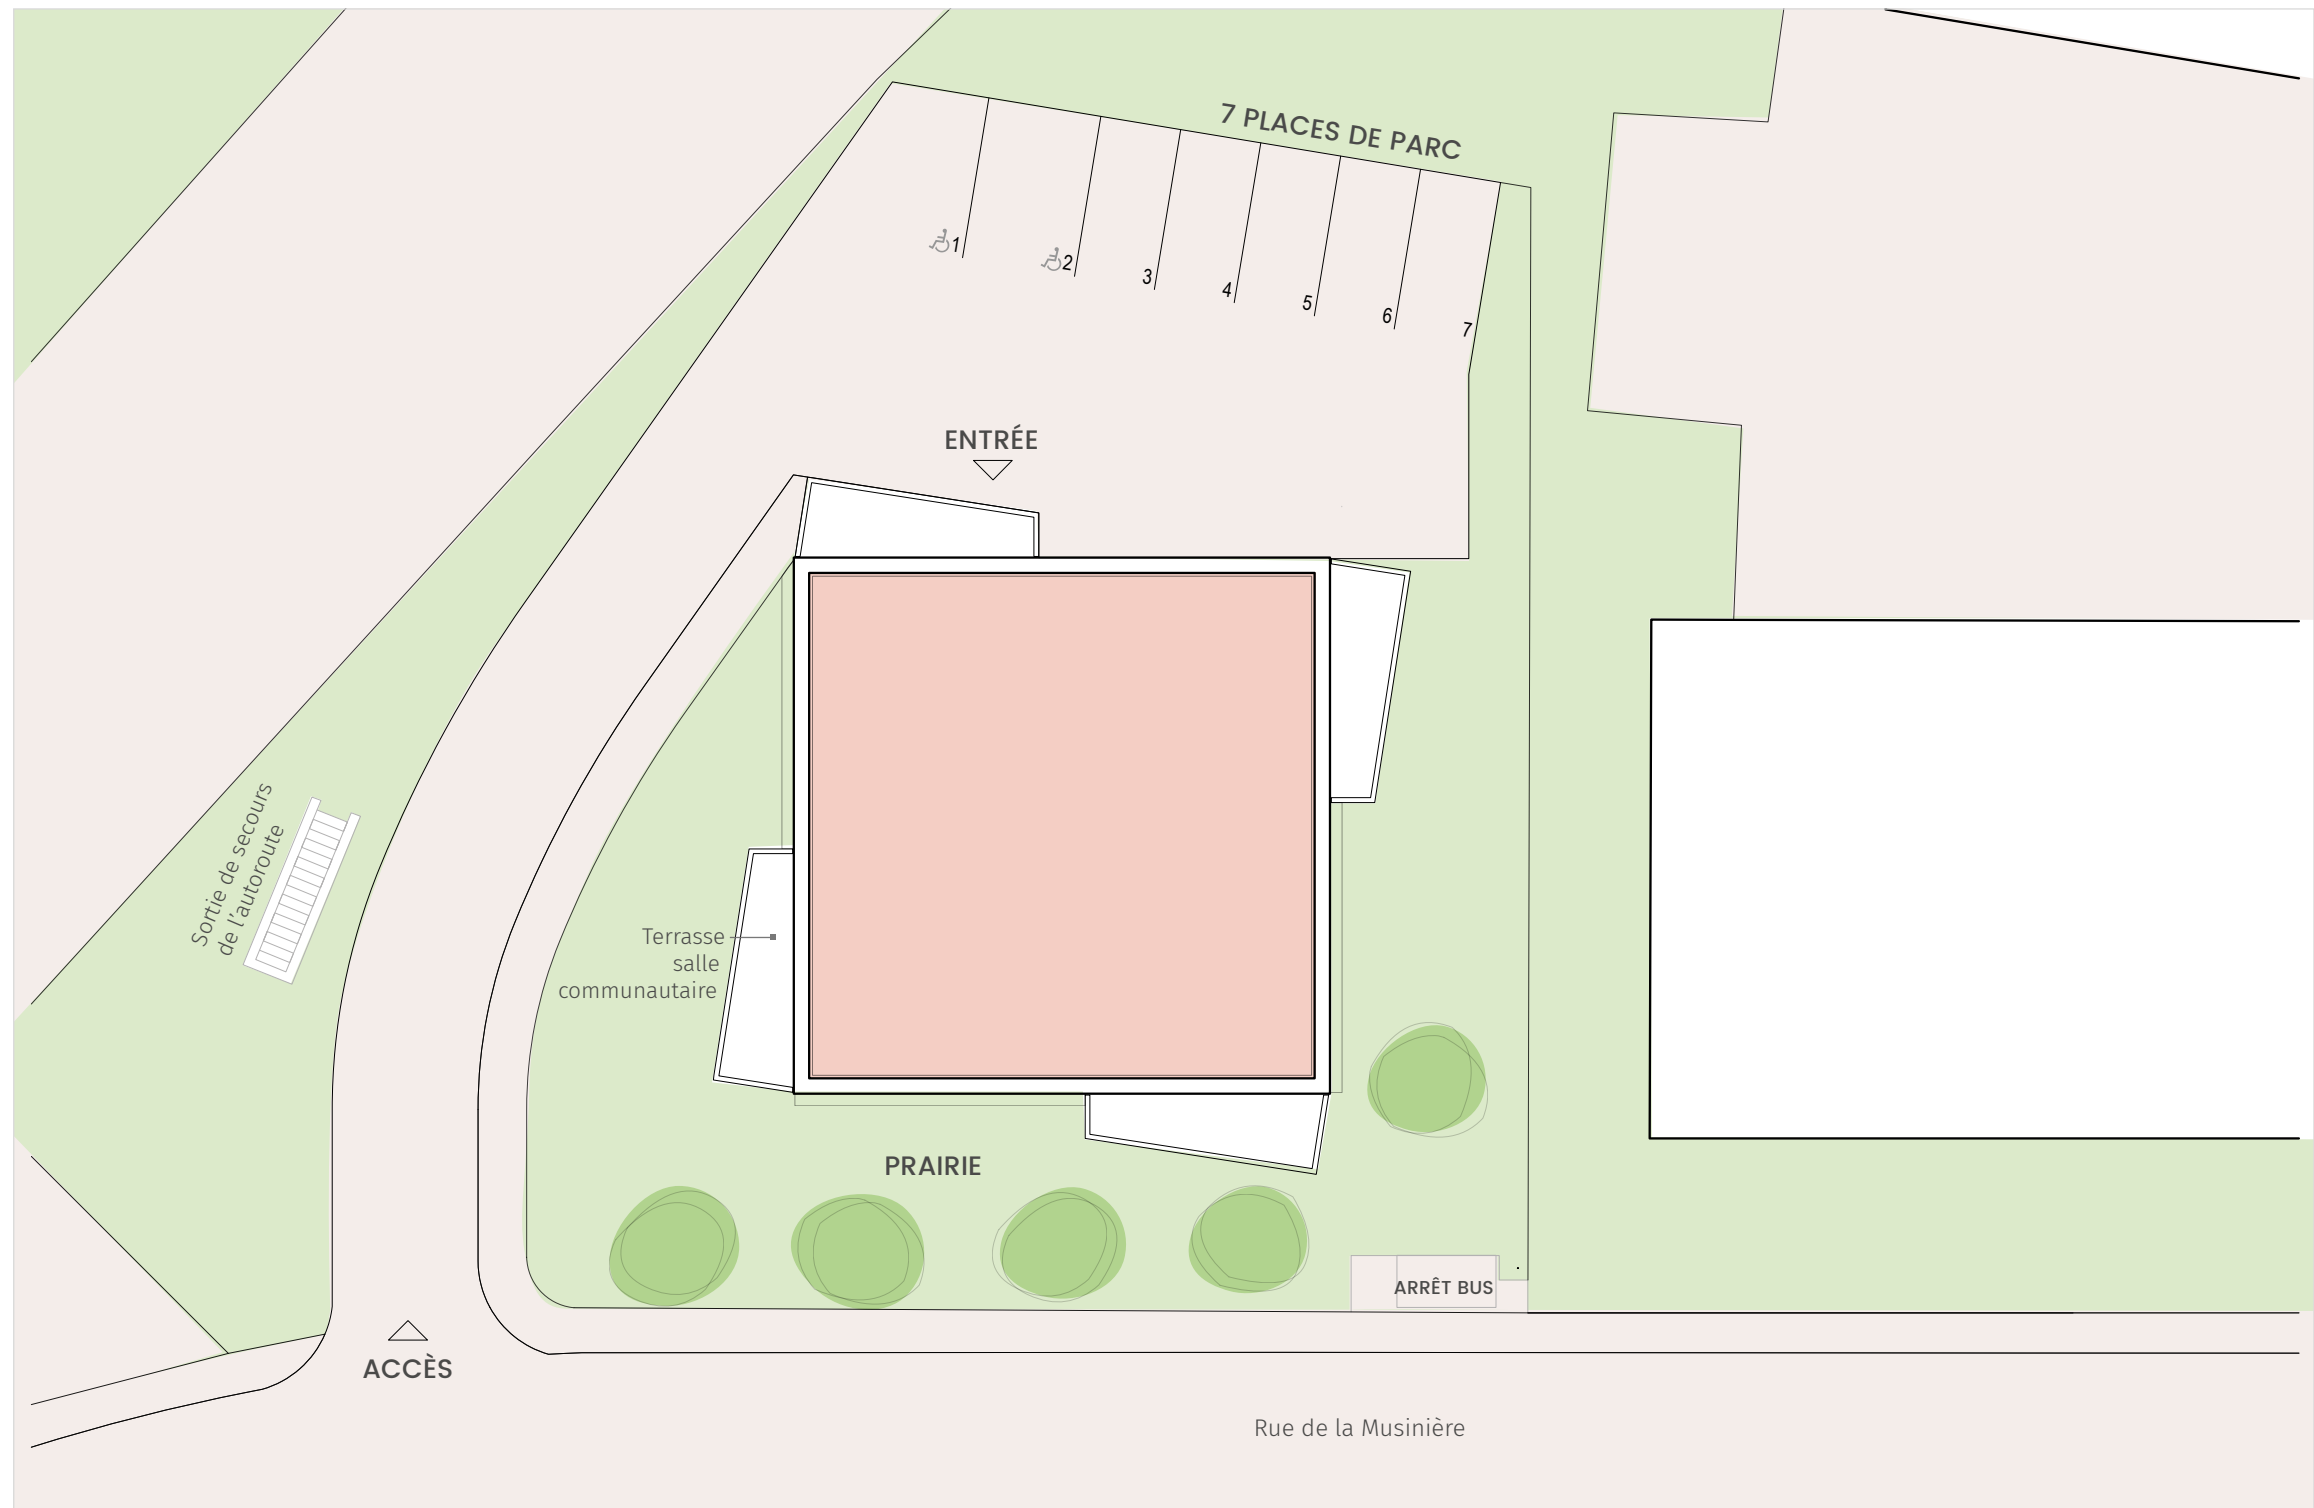 7 PLACES DE PARC
1
2
3
4
5
6
7
ENTRÉE
Sortie de secours
de l'autoroute
Terrasse
salle
communautaire
PRAIRIE
ARRÊT BUS
ACCÈS
Rue de la Musinière